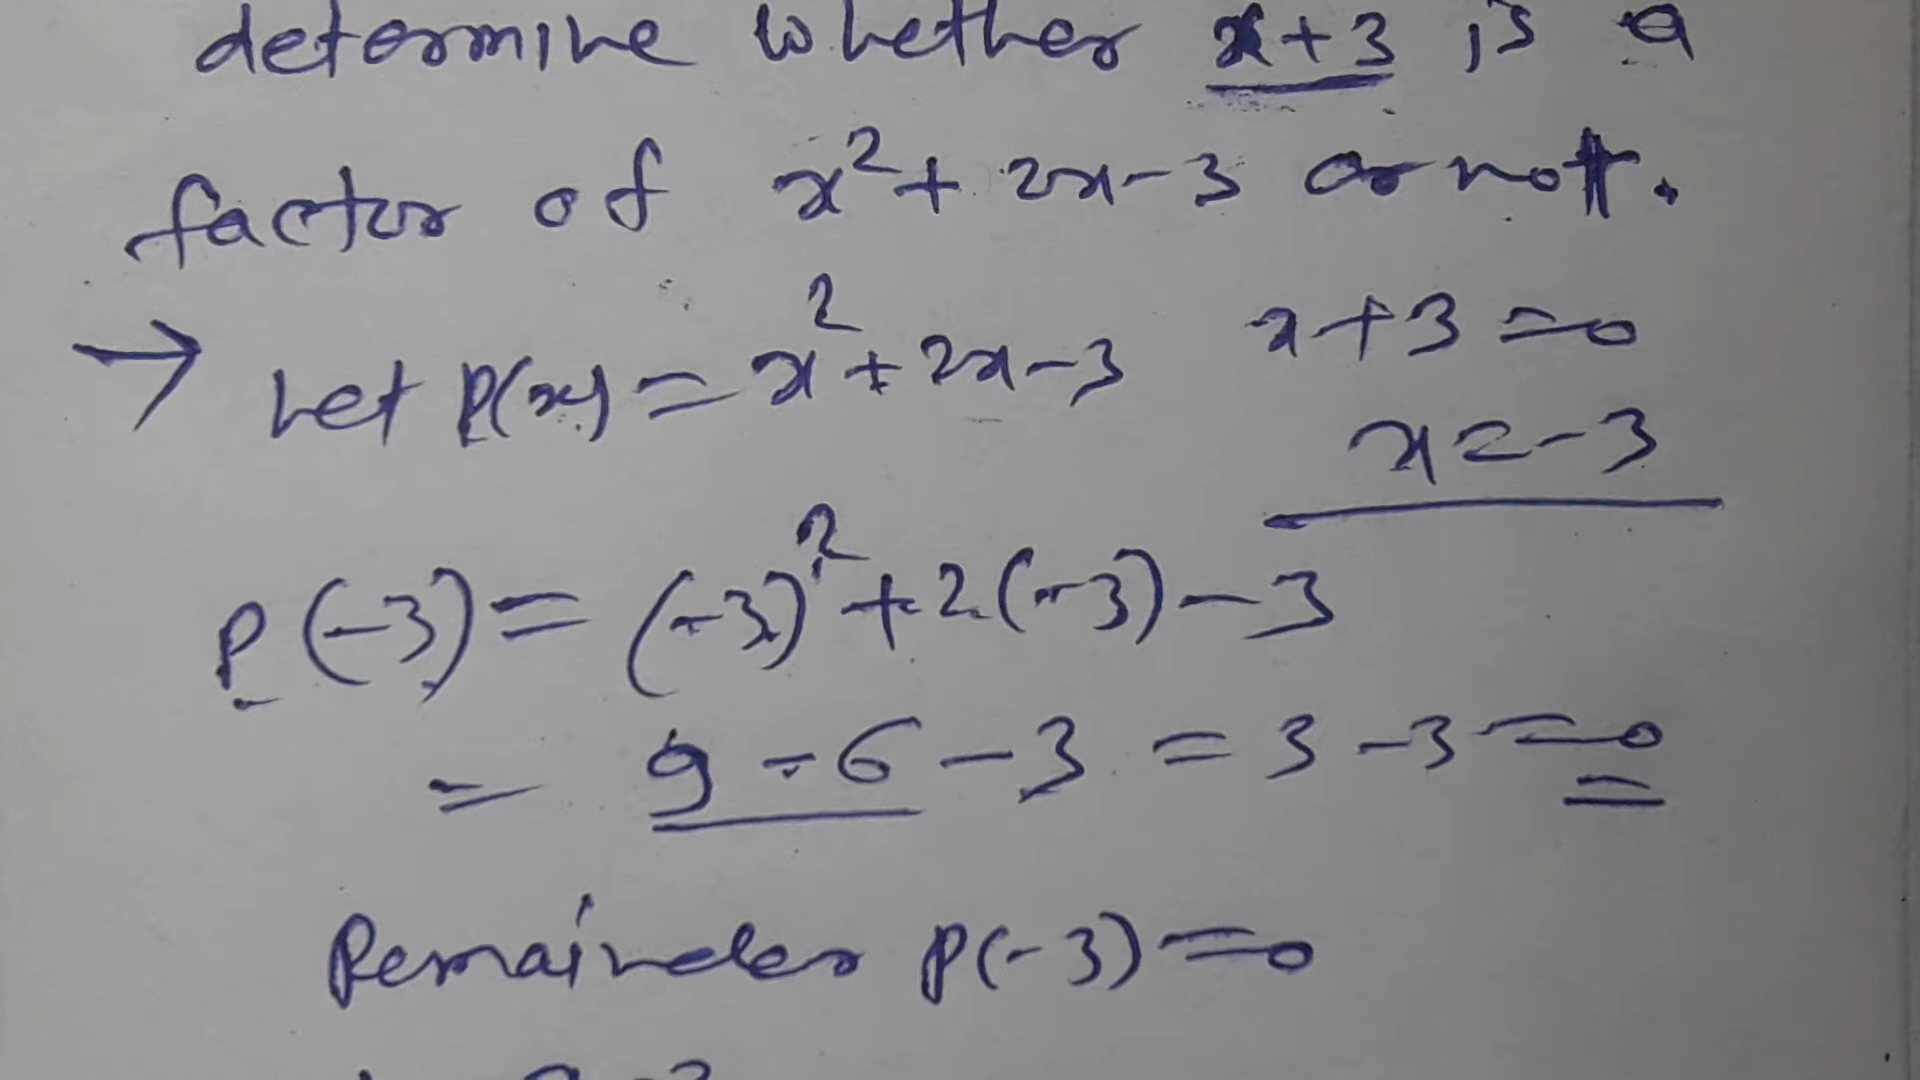 determine whether x+3 is a
factor of x²+2x-3 or not.
→ Let P(x) = x²+2x-3 x+3=0
x=-3
P(-3) = (-3)²+2(-3)-3
= 9-6-3 = 3-3=0
Remainder P(-3)=0